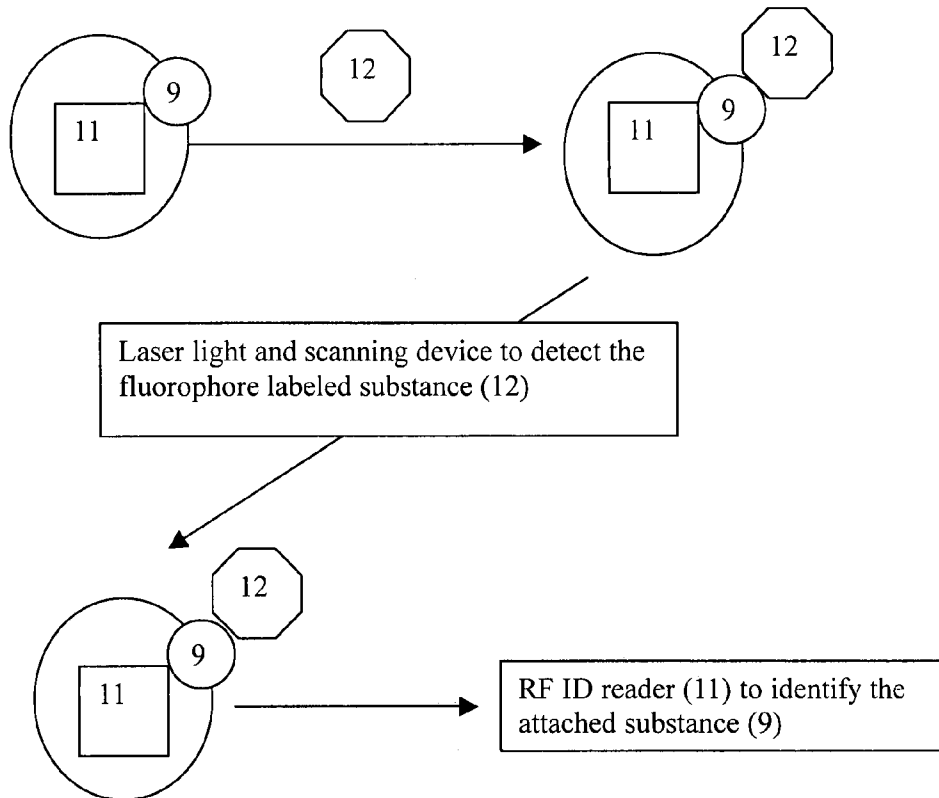 9
11
12
12
9
11
Laser light and scanning device to detect the
fluorophore labeled substance (12)
12
9
11
RF ID reader (11) to identify the
attached substance (9)